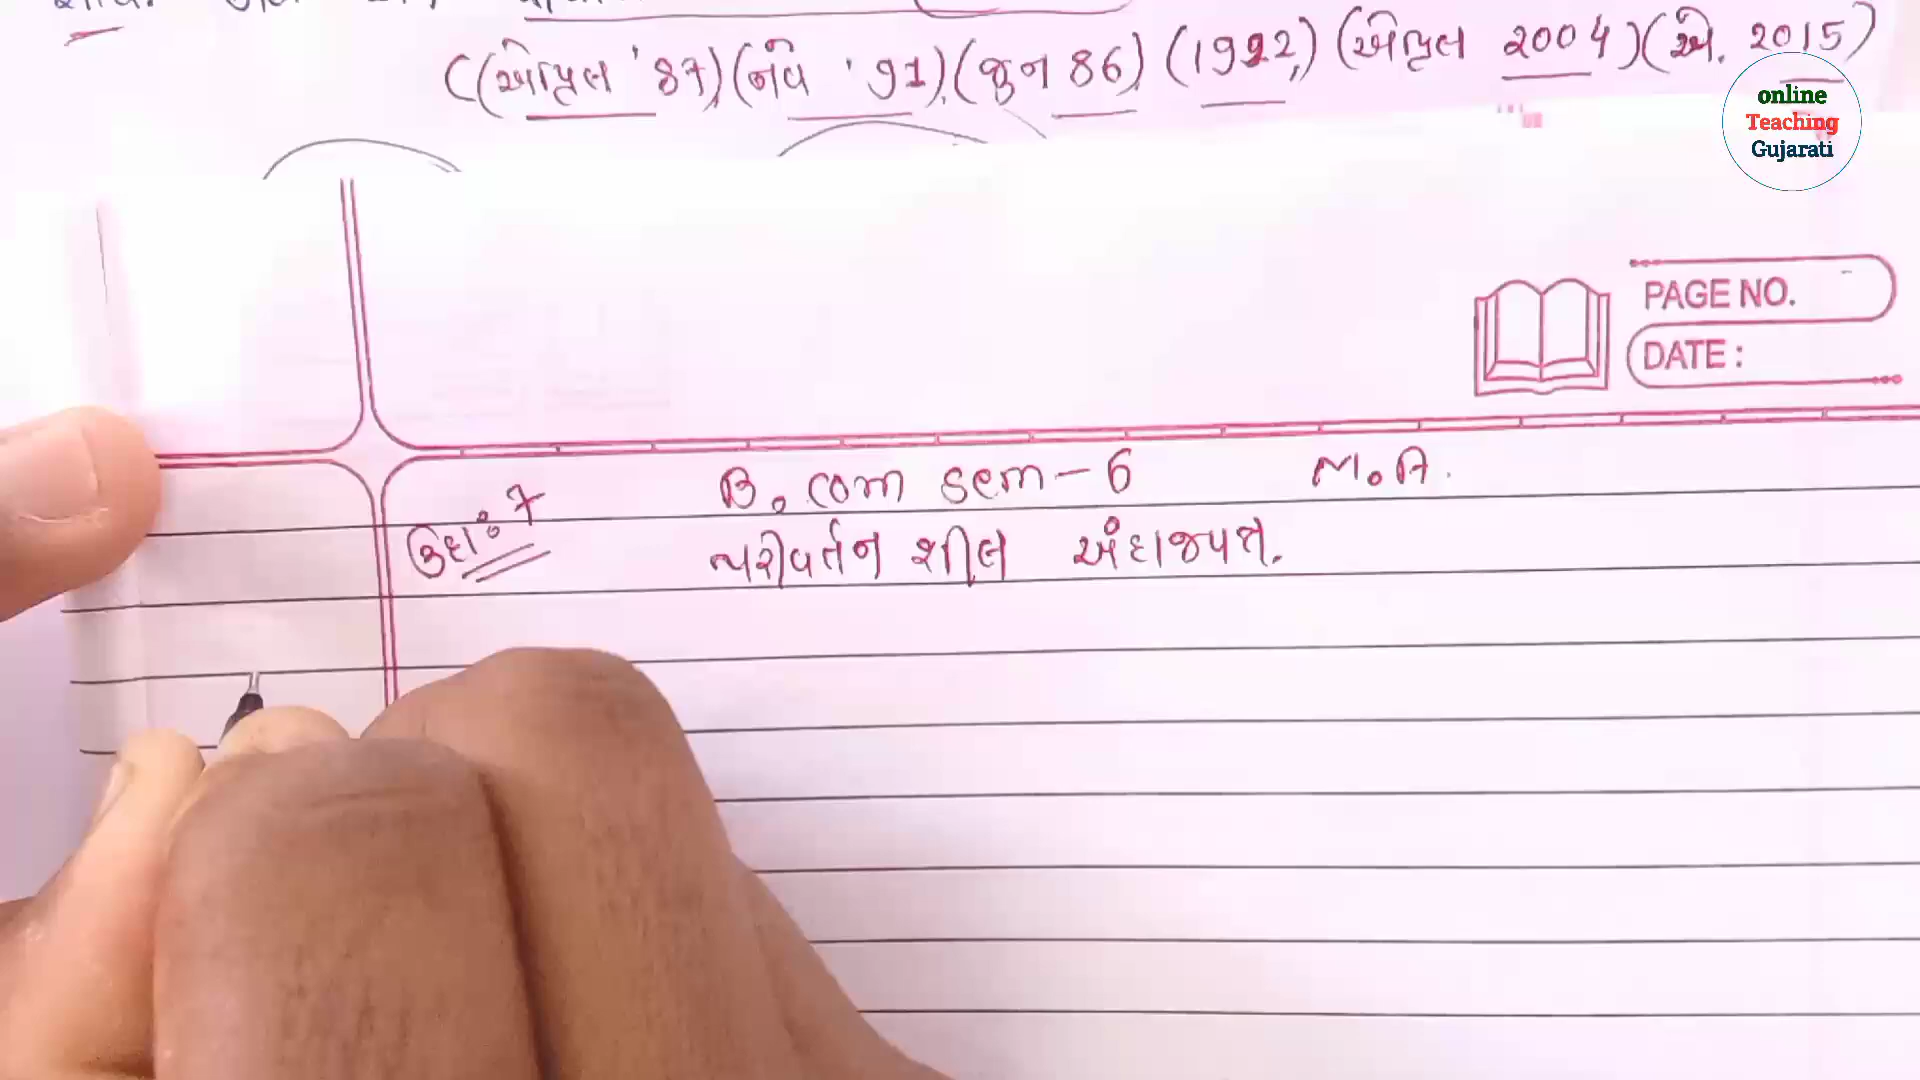 ((એપ્રિલ '87) (નવે '91), (જુન 86) (1992,) (એપ્રિલ 2004) (એ. 2015)
online
Teaching
Gujarati
PAGE NO.
DATE :
B. com sem - 6 M. A.
ઉદા : 7
પરીવર્તન શીલ અંદાજપત્ર.